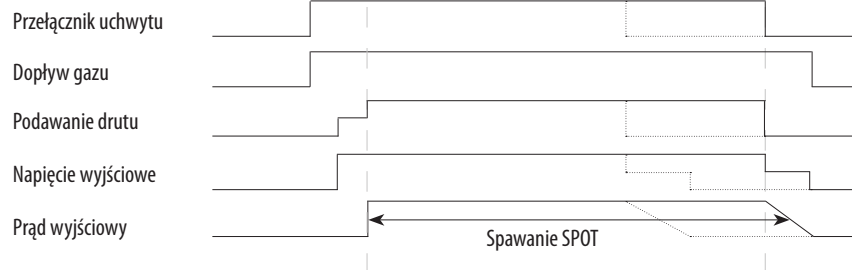 Przełącznik uchwytu
Dopływ gazu
Podawanie drutu
Napięcie wyjściowe
Prąd wyjściowy
Spawanie SPOT